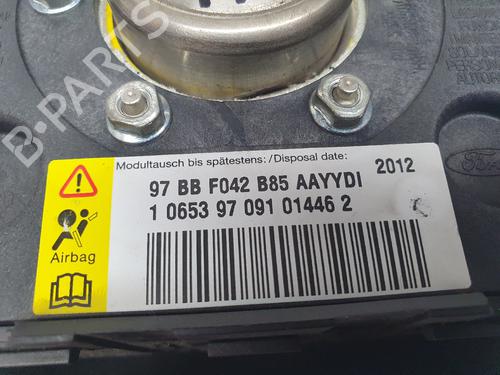 B-PARTS
Modultausch bis spätestens:/Disposal date: 2012
97 BB F042 B85 AAYYDI
1 0653 97 091 01446 2
Airbag
Ford